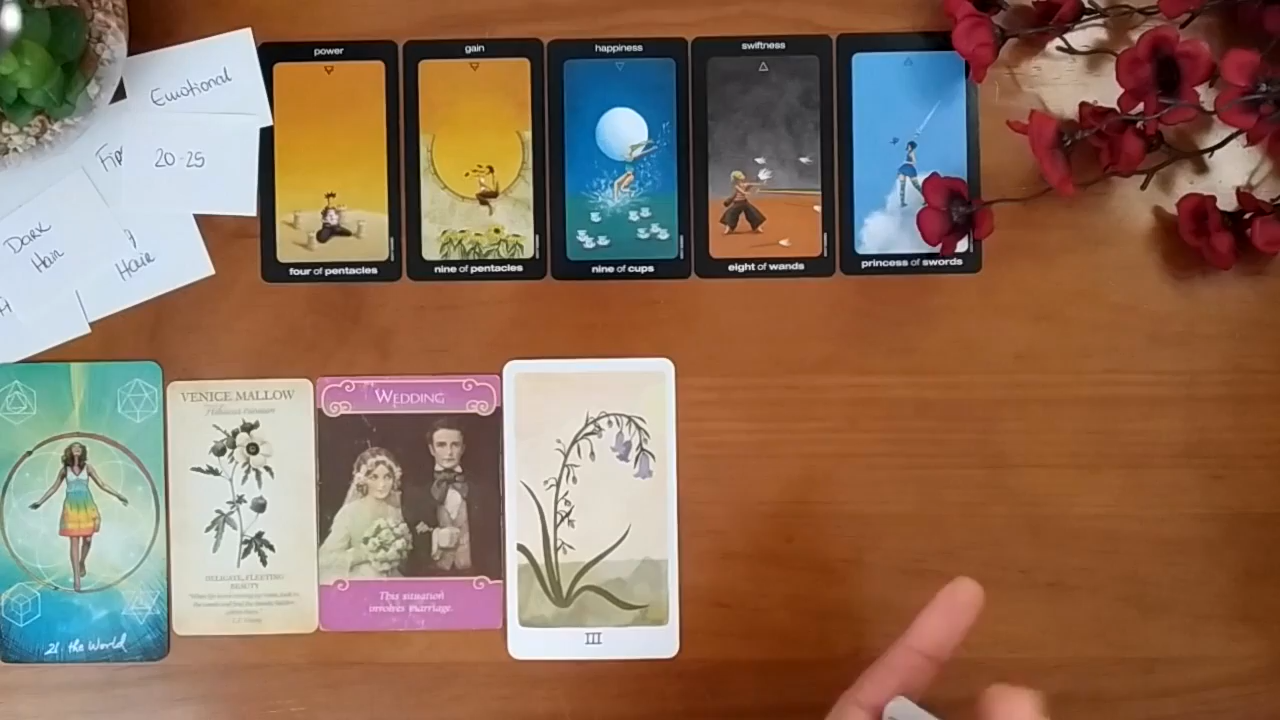 power
gain
happiness
swiftness
four of pentacles
nine of pentacles
nine of cups
eight of wands
princess of swords
Emotional
20-25
Dark
Hair
Hair
21. the World
VENICE MALLOW
DELICATE, FLEETING
BEAUTY
WEDDING
This situation
involves marriage.
III